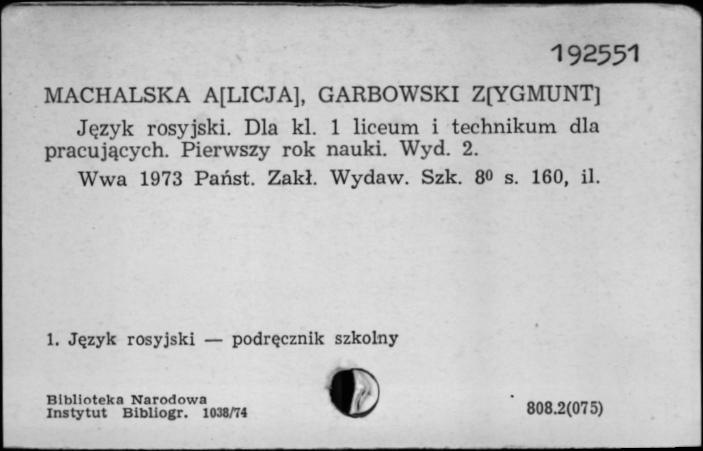 192551
MACHALSKA A[LICJA], GARBOWSKI Z[YGMUNT]
Język rosyjski. Dla kl. 1 liceum i technikum dla
pracujących. Pierwszy rok nauki. Wyd. 2.
Wwa 1973 Państ. Zakł. Wydaw. Szk. 8⁰ s. 160, il.
1. Język rosyjski — podręcznik szkolny
Biblioteka Narodowa
Instytut Bibliogr. 1038/74
808.2(075)